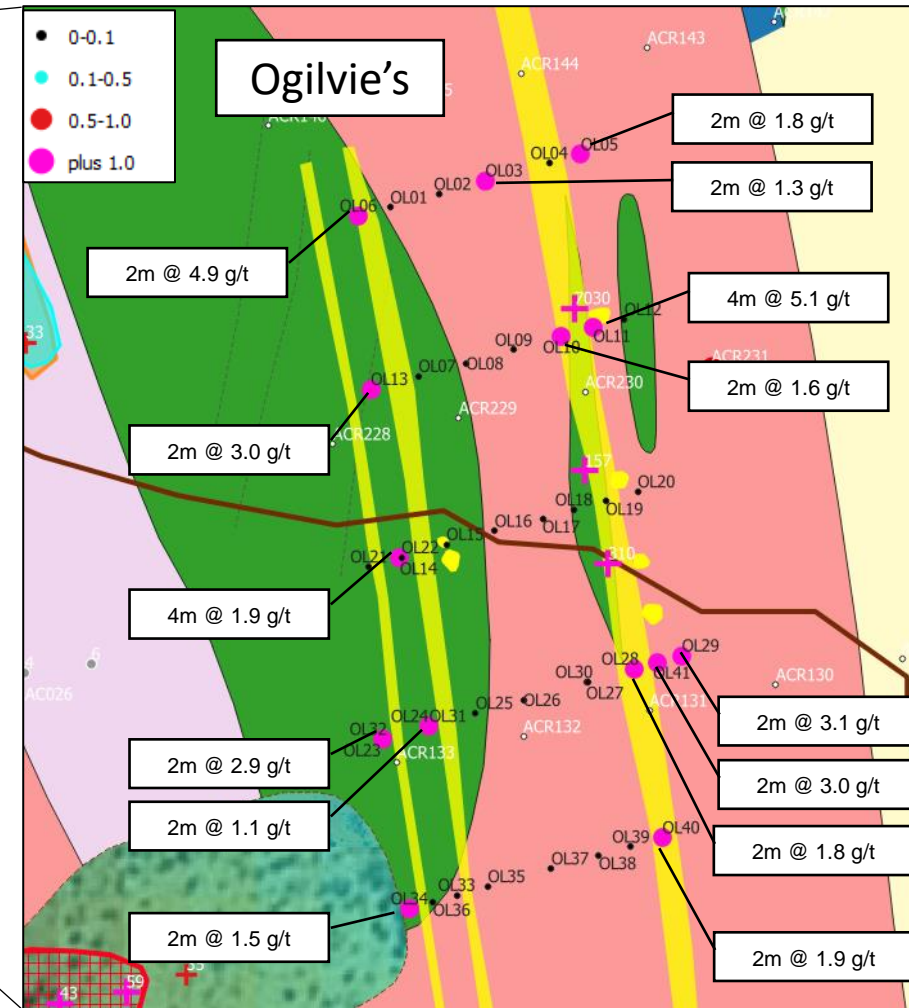 0-0.1
0.1-0.5
0.5-1.0
plus 1.0
Ogilvie's
ACR143
ACR144
2m @ 1.8 g/t
OL05
OL04
OL03
OL02
OL01
OL06
2m @ 1.3 g/t
2m @ 4.9 g/t
7030
4m @ 5.1 g/t
OL12
OL11
OL10
OL09
OL08
OL07
OL13
33
ACR231
ACR230
2m @ 1.6 g/t
ACR229
ACR228
2m @ 3.0 g/t
157
OL20
OL19
OL18
OL17
OL16
OL15
OL22
OL21
OL14
310
4m @ 1.9 g/t
6
AC026
OL29
OL28
OL41
OL30
OL27
ACR130
ACR131
OL26
OL25
OL31
OL24
OL32
OL23
ACR132
ACR133
2m @ 3.1 g/t
2m @ 2.9 g/t
2m @ 3.0 g/t
2m @ 1.1 g/t
2m @ 1.8 g/t
OL40
OL39
OL38
OL37
OL35
OL33
OL36
OL34
2m @ 1.5 g/t
2m @ 1.9 g/t
59
43